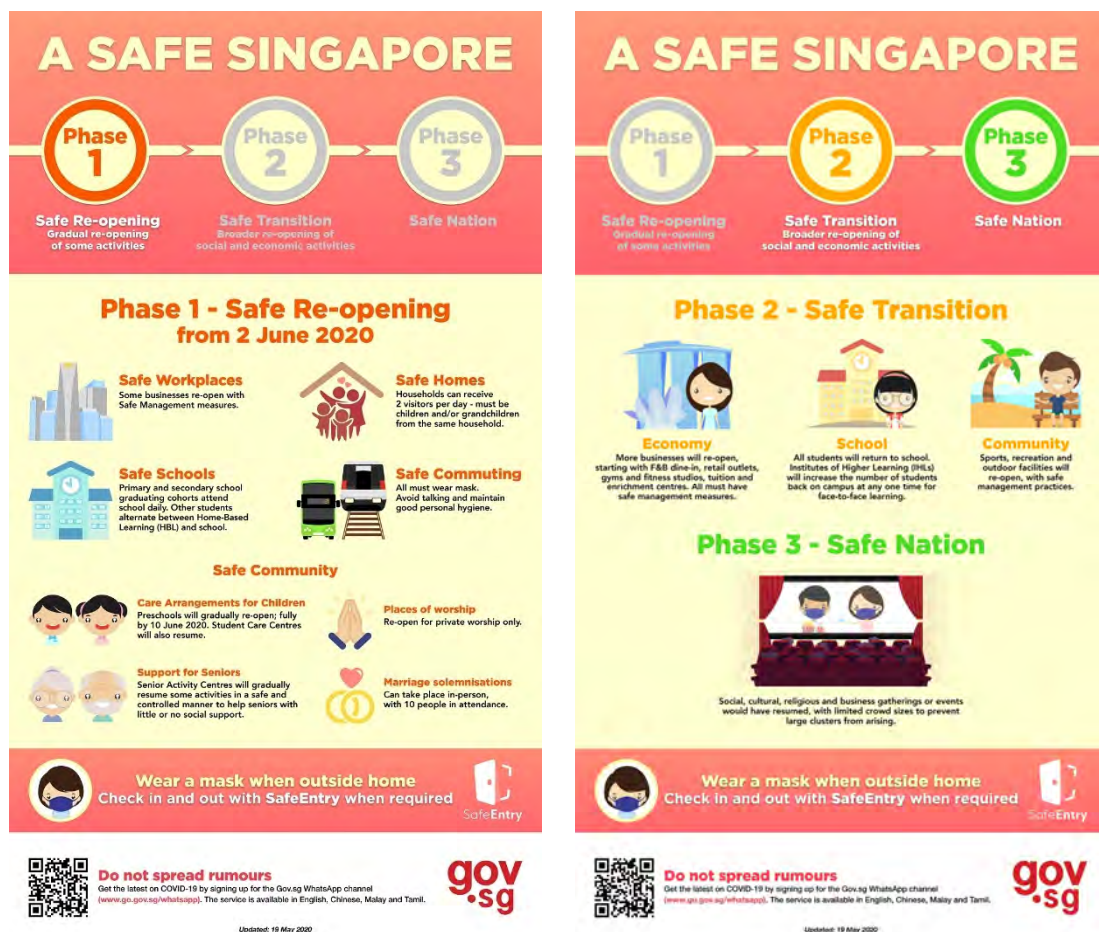 A SAFE SINGAPORE
Phase
1
Phase
2
Phase
3
Safe Re-opening
Gradual re-opening
of some activities
Safe Transition
Broader re-opening of
social and economic activities
Safe Nation
Phase 1 - Safe Re-opening
from 2 June 2020
Safe Workplaces
Some businesses re-open with
Safe Management measures.
Safe Homes
Households can receive
2 visitors per day - must be
children and/or grandchildren
from the same household.
Safe Schools
Primary and secondary school
graduating cohorts attend
school daily. Other students
alternate between Home-Based
Learning (HBL) and school.
Safe Commuting
All must wear mask.
Avoid talking and maintain
good personal hygiene.
Safe Community
Care Arrangements for Children
Preschools will gradually re-open; fully
by 10 June 2020. Student Care Centres
will also resume.
Places of worship
Re-open for private worship only.
Support for Seniors
Senior Activity Centres will gradually
resume some activities in a safe and
controlled manner to help seniors with
little or no social support.
Marriage solemnisations
Can take place in-person,
with 10 people in attendance.
Wear a mask when outside home
Check in and out with SafeEntry when required
SafeEntry
Do not spread rumours
Get the latest on COVID-19 by signing up for the Gov.sg WhatsApp channel
(www.go.gov.sg/whatsapp). The service is available in English, Chinese, Malay and Tamil.
gov
.sg
Updated: 19 May 2020
A SAFE SINGAPORE
Phase
1
Phase
2
Phase
3
Safe Re-opening
Gradual re-opening
of some activities
Safe Transition
Broader re-opening of
social and economic activities
Safe Nation
Phase 2 - Safe Transition
Economy
More businesses will re-open,
starting with F&B dine-in, retail outlets,
gyms and fitness studios, tuition and
enrichment centres. All must have
safe management measures.
School
All students will return to school.
Institutes of Higher Learning (IHLs)
will increase the number of students
back on campus at any one time for
face-to-face learning.
Community
Sports, recreation and
outdoor facilities will
re-open, with safe
management practices.
Phase 3 - Safe Nation
Social, cultural, religious and business gatherings or events
would have resumed, with limited crowd sizes to prevent
large clusters from arising.
Wear a mask when outside home
Check in and out with SafeEntry when required
SafeEntry
Do not spread rumours
Get the latest on COVID-19 by signing up for the Gov.sg WhatsApp channel
(www.go.gov.sg/whatsapp). The service is available in English, Chinese, Malay and Tamil.
gov
.sg
Updated: 19 May 2020